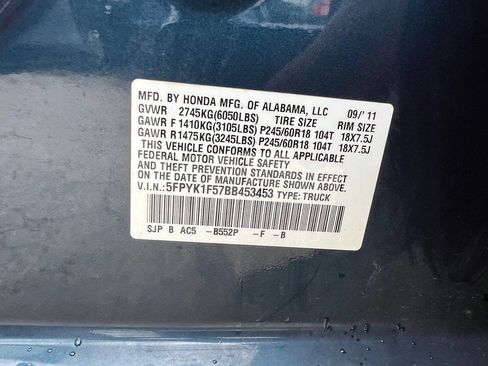 MFD. BY HONDA MFG. OF ALABAMA, LLC 09/'11
GVWR 2745KG(6050LBS) TIRE SIZE RIM SIZE
GAWR F 1410KG(3105LBS) P245/60R18 104T 18X7.5J
GAWR R1475KG(3245LBS) P245/60R18 104T 18X7.5J
THIS VEHICLE CONFORMS TO ALL APPLICABLE
FEDERAL MOTOR VEHICLE SAFETY
AND THEFT PREVENTION STANDARDS IN EFFECT
ON THE DATE OF MANUFACTURE SHOWN ABOVE.
V.I.N.:5FPYK1F57BB453453 TYPE: TRUCK
SJP B AC5 -B552P -F -B